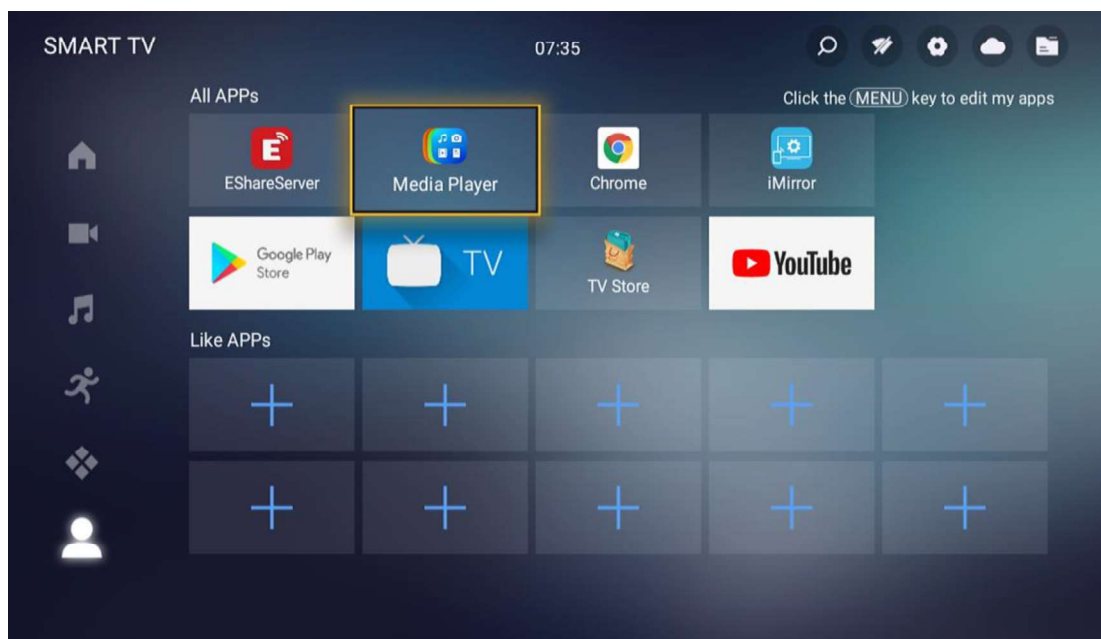 SMART TV
07:35
All APPs
Click the MENU key to edit my apps
E
EShareServer
Media Player
Chrome
iMirror
Google Play
Store
TV
TV Store
YouTube
Like APPs